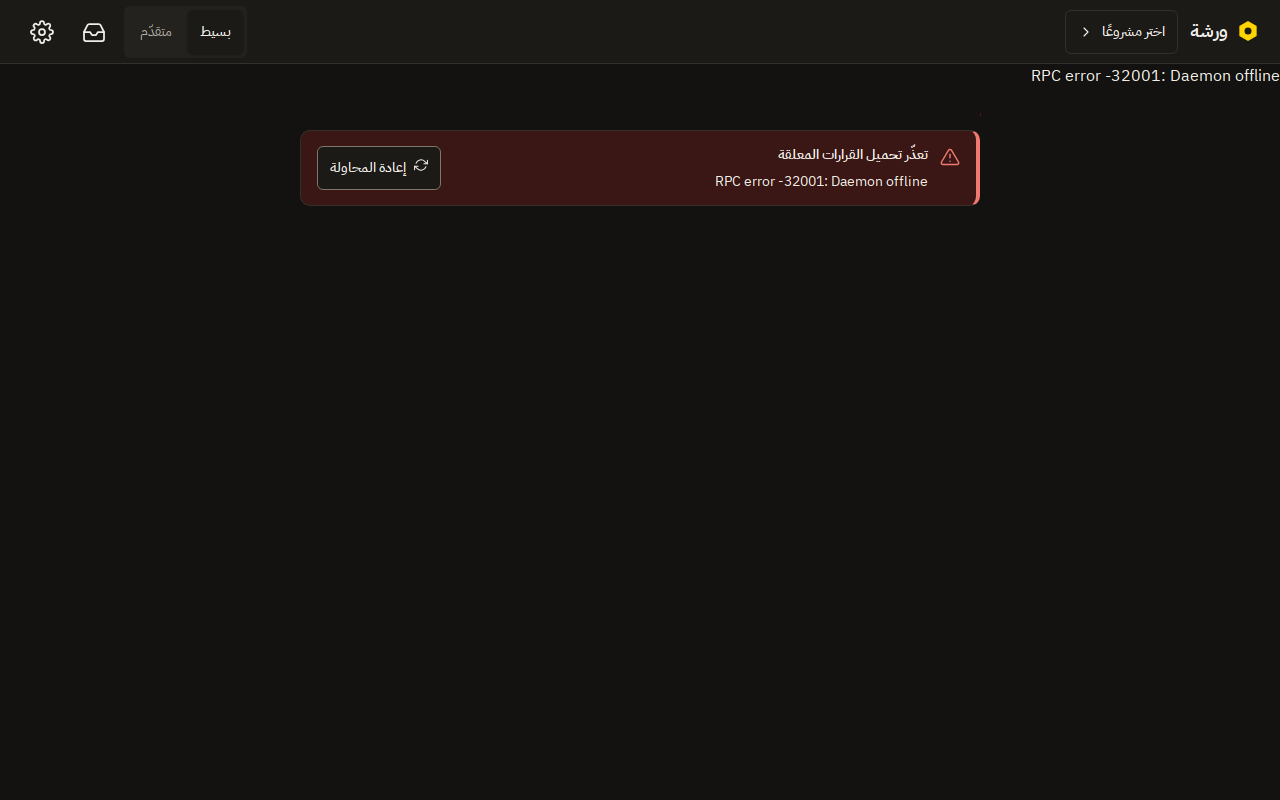 ورشة
اختر مشروعًا
بسيط
متقدّم
RPC error -32001: Daemon offline
تعذّر تحميل القرارات المعلقة
RPC error -32001: Daemon offline
إعادة المحاولة